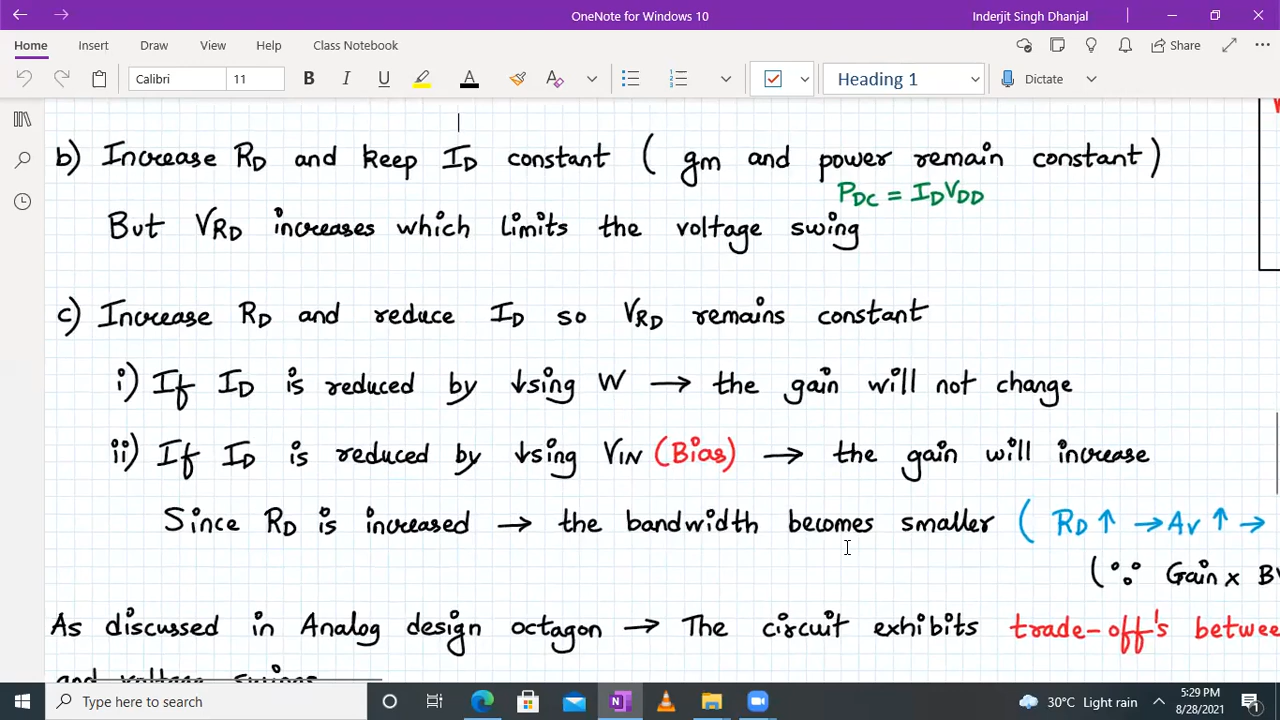 OneNote for Windows 10
Inderjit Singh Dhanjal
Home Insert Draw View Help Class Notebook
Share
Calibri 11 B I U A Heading 1 Dictate
b) Increase RD and keep ID constant ( gm and power remain constant )
PDC = IDVDD
But VRD increases which limits the voltage swing
c) Increase RD and reduce ID so VRD remains constant
i) If ID is reduced by ↓sing W → the gain will not change
ii) If ID is reduced by ↓sing VIN (Bias) → the gain will increase
Since RD is increased → the bandwidth becomes smaller ( RD ↑ → Av ↑ →
(∵ Gain x
As discussed in Analog design octagon → The circuit exhibits trade-off's
and voltage swings
Type here to search
30°C Light rain
5:29 PM
8/28/2021
1